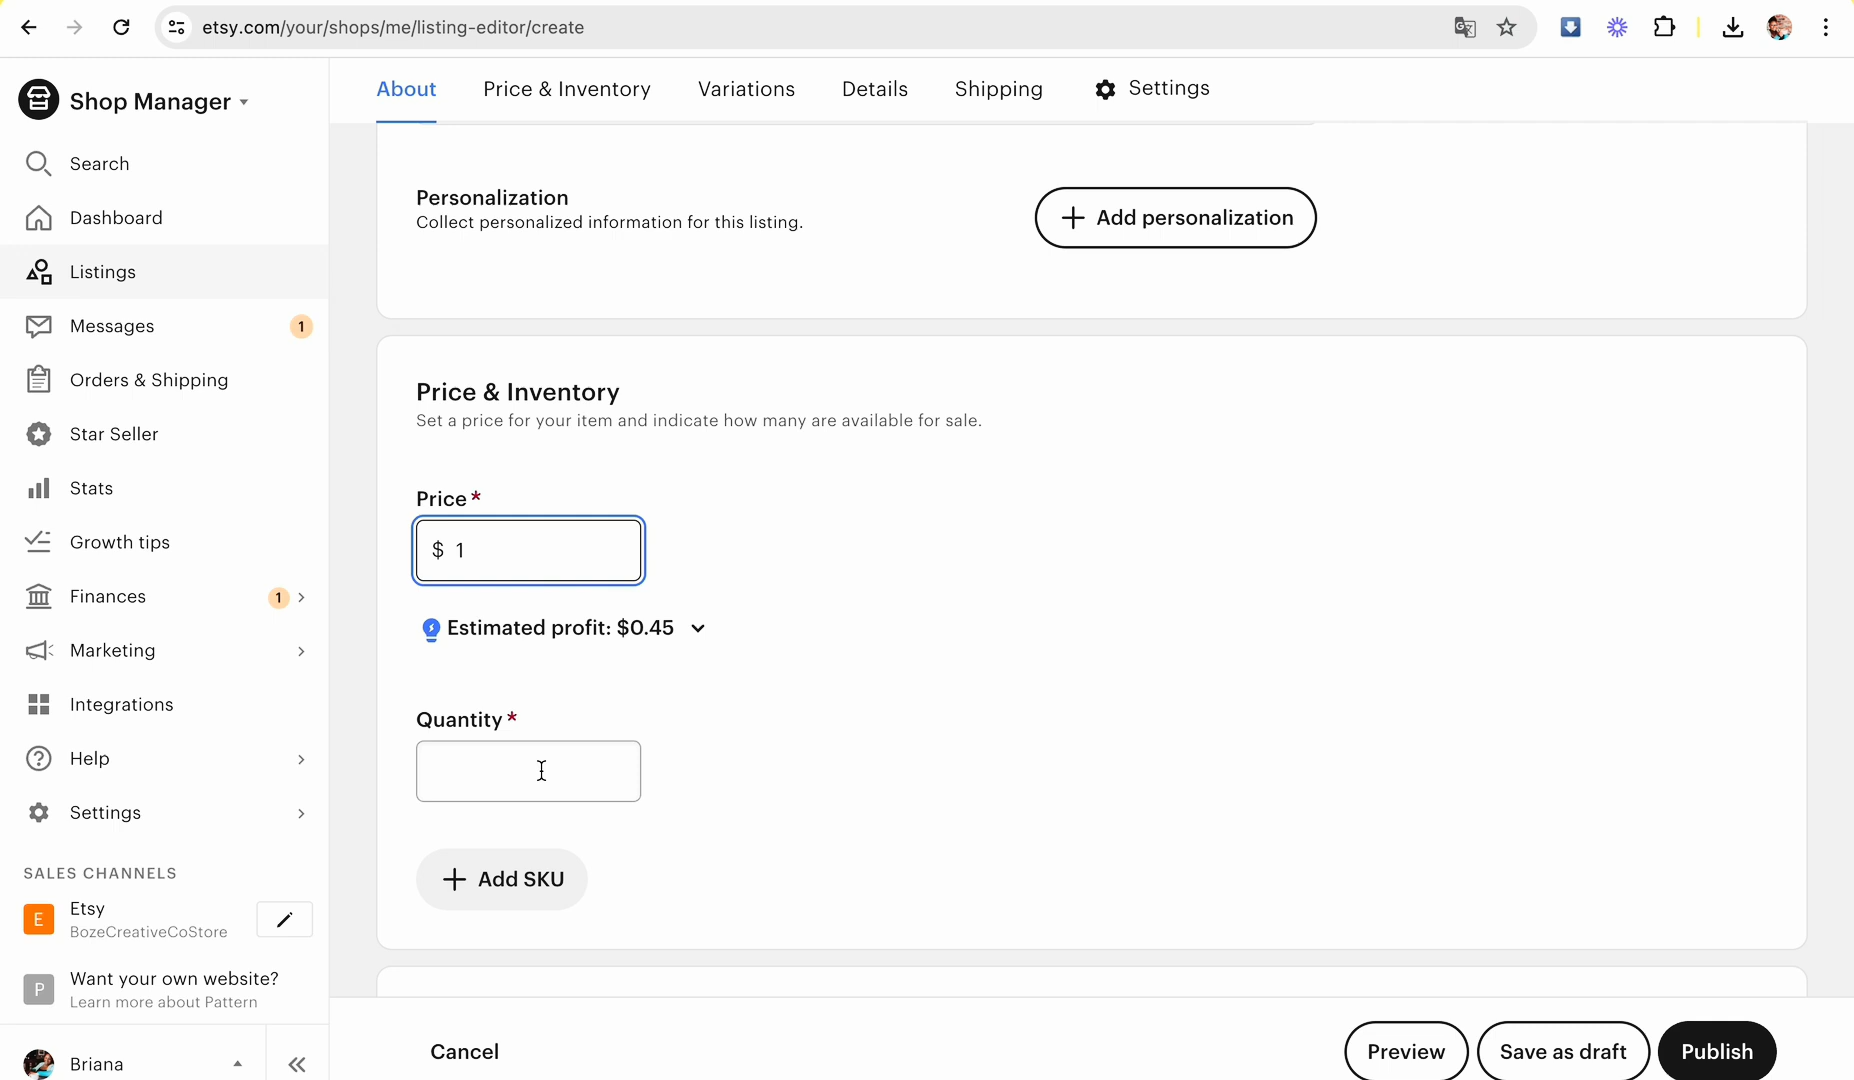 etsy.com/your/shops/me/listing-editor/create
Shop Manager
Search
Dashboard
Listings
Messages 1
Orders & Shipping
Star Seller
Stats
Growth tips
Finances 1
Marketing
Integrations
Help
Settings
SALES CHANNELS
E Etsy
BozeCreativeCoStore
P Want your own website?
Learn more about Pattern
Briana
About Price & Inventory Variations Details Shipping Settings
Personalization
Collect personalized information for this listing.
+ Add personalization
Price & Inventory
Set a price for your item and indicate how many are available for sale.
Price *
$ 1
Estimated profit: $0.45
Quantity *
+ Add SKU
Cancel
Preview Save as draft Publish